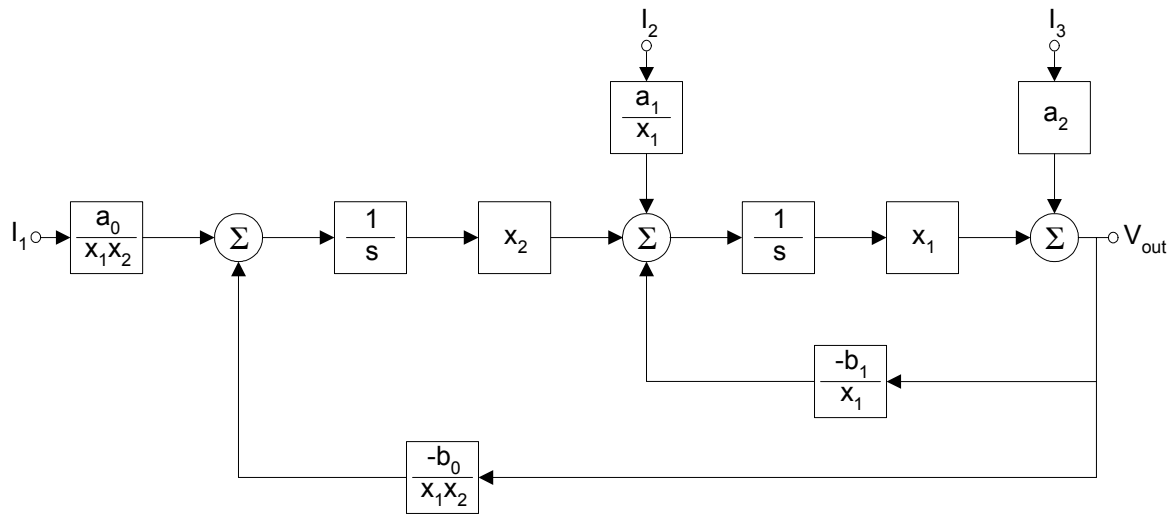 I₂
I₃
a₁
x₁
a₂
I₁
a₀
x₁x₂
Σ
1
s
x₂
Σ
1
s
x₁
Σ
Vout
-b₁
x₁
-b₀
x₁x₂